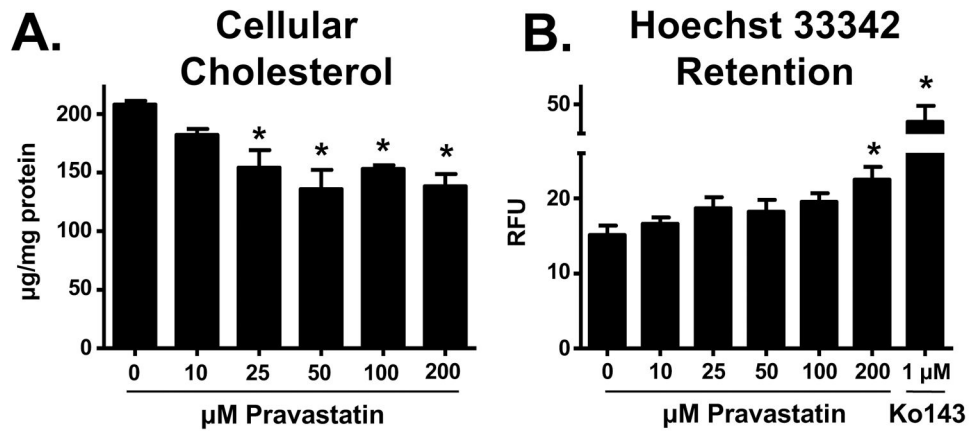 A. Cellular
Cholesterol
µg/mg protein
200
150
100
50
0
* * * *
0 10 25 50 100 200
µM Pravastatin
B. Hoechst 33342
Retention
RFU
50
20
10
0
* *
0 10 25 50 100 200 1 µM
µM Pravastatin Ko143